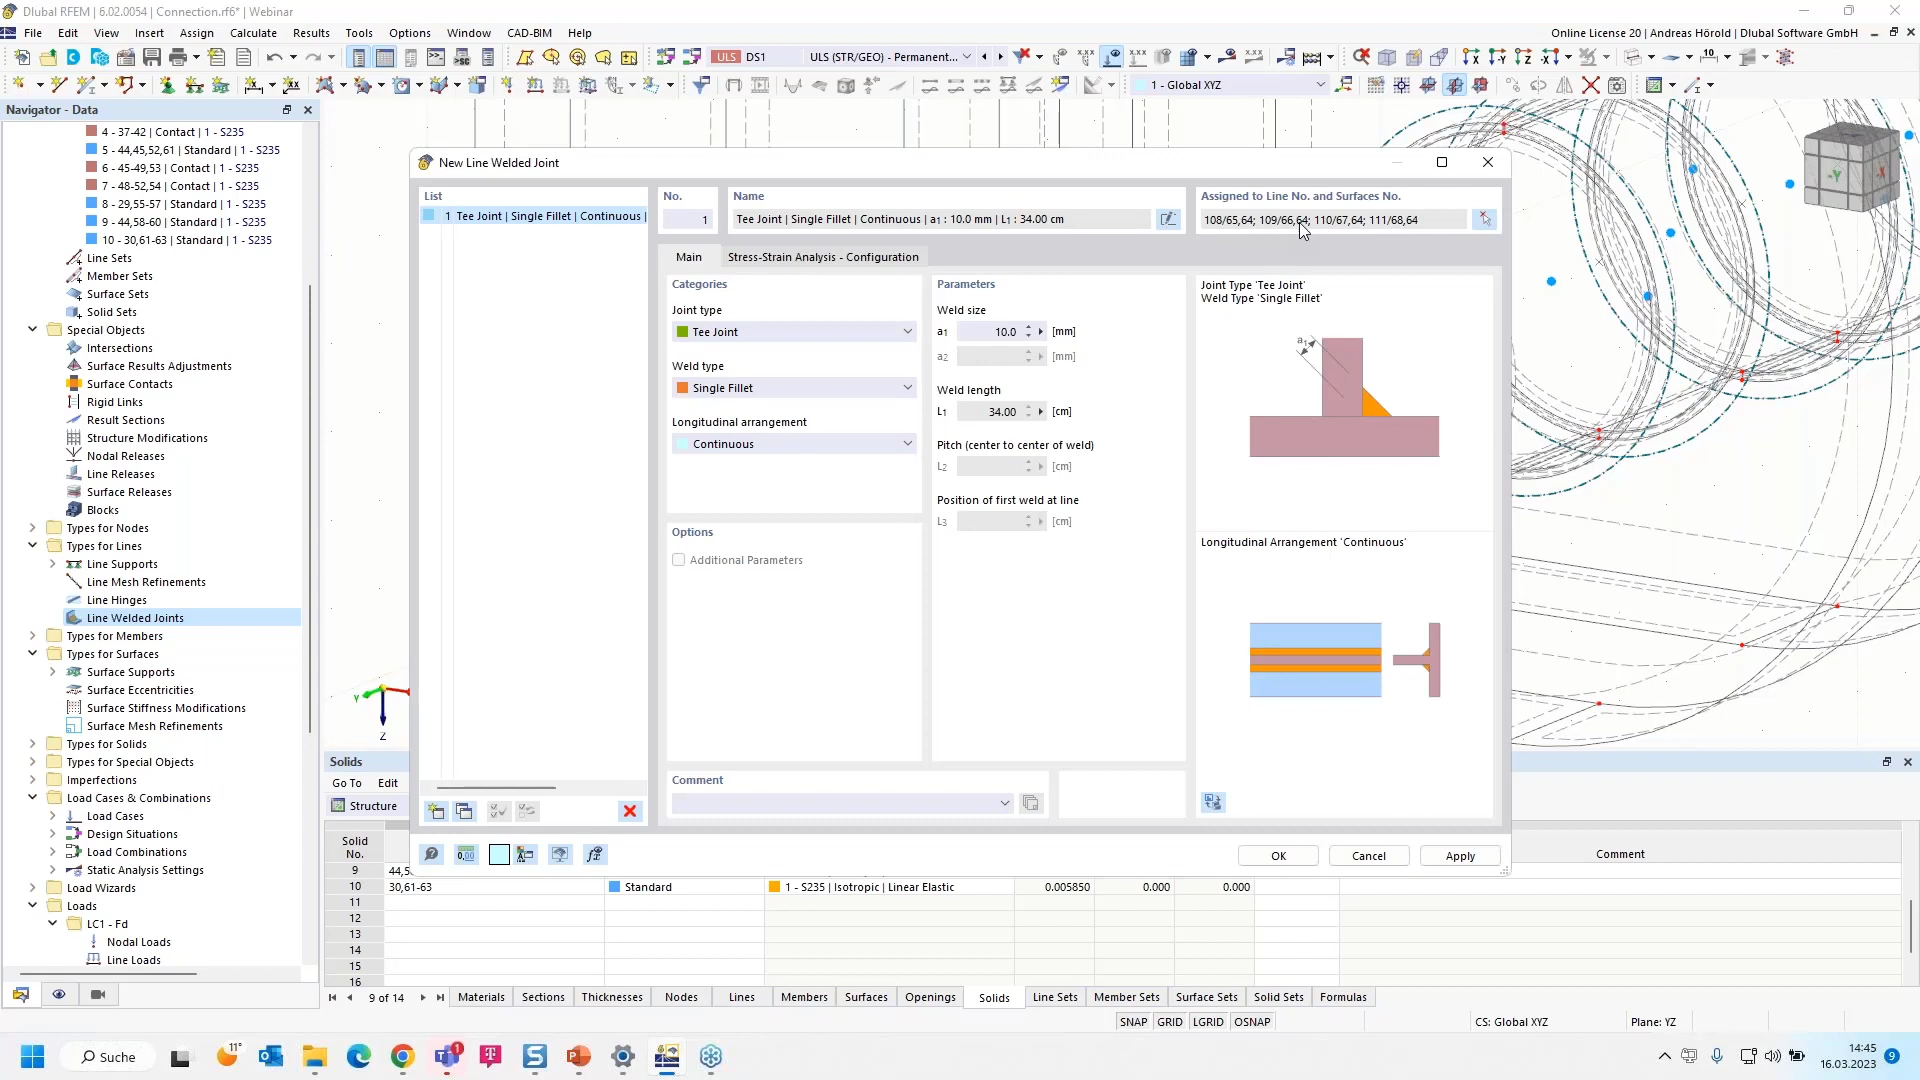 Dlubal RFEM | 6.02.0054 | Connection.rf6* | Webinar
File Edit View Insert Assign Calculate Results Tools Options Window CAD-BIM Help
Online License 20 | Andreas Hörold | Dlubal Software GmbH
ULS DS1 ULS (STR/GEO) - Permanent...
1 - Global XYZ
Navigator - Data
4 - 37-42 | Contact | 1 - S235
5 - 44,45,52,61 | Standard | 1 - S235
6 - 45-49,53 | Contact | 1 - S235
7 - 48-52,54 | Contact | 1 - S235
8 - 29,55-57 | Standard | 1 - S235
9 - 44,58-60 | Standard | 1 - S235
10 - 30,61-63 | Standard | 1 - S235
Line Sets
Member Sets
Surface Sets
Solid Sets
Special Objects
Intersections
Surface Results Adjustments
Surface Contacts
Rigid Links
Result Sections
Structure Modifications
Nodal Releases
Line Releases
Surface Releases
Blocks
Types for Nodes
Types for Lines
Line Supports
Line Mesh Refinements
Line Hinges
Line Welded Joints
Types for Members
Types for Surfaces
Surface Supports
Surface Eccentricities
Surface Stiffness Modifications
Surface Mesh Refinements
Types for Solids
Types for Special Objects
Imperfections
Load Cases & Combinations
Load Cases
Design Situations
Load Combinations
Static Analysis Settings
Load Wizards
Loads
LC1 - Fd
Nodal Loads
Line Loads
New Line Welded Joint
List
1 Tee Joint | Single Fillet | Continuous |
No.
1
Name
Tee Joint | Single Fillet | Continuous | a1 : 10.0 mm | L1 : 34.00 cm
Assigned to Line No. and Surfaces No.
108/65,64; 109/66,64; 110/67,64; 111/68,64
Main
Stress-Strain Analysis - Configuration
Categories
Joint type
Tee Joint
Weld type
Single Fillet
Longitudinal arrangement
Continuous
Options
Additional Parameters
Parameters
Weld size
a1 10.0 [mm]
a2 [mm]
Weld length
L1 34.00 [cm]
Pitch (center to center of weld)
L2 [cm]
Position of first weld at line
L3 [cm]
Joint Type 'Tee Joint'
Weld Type 'Single Fillet'
a1
Longitudinal Arrangement 'Continuous'
Comment
OK
Cancel
Apply
-Y
X
Y
Z
Solids
Go To Edit
Structure
Solid
No.
Comment
9
10 30,61-63 Standard 1 - S235 | Isotropic | Linear Elastic 0.005850 0.000 0.000
11
12
13
14
15
16
9 of 14
Materials Sections Thicknesses Nodes Lines Members Surfaces Openings Solids Line Sets Member Sets Surface Sets Solid Sets Formulas
SNAP GRID LGRID OSNAP
CS: Global XYZ
Plane: YZ
Suche
11°
1
14:45
16.03.2023
9